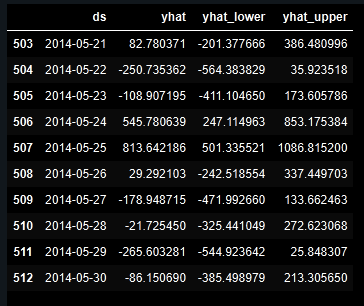 ds yhat yhat_lower yhat_upper
503 2014-05-21 82.780371 -201.377666 386.480996
504 2014-05-22 -250.735362 -564.383829 35.923518
505 2014-05-23 -108.907195 -411.104650 173.605786
506 2014-05-24 545.780639 247.114963 853.175384
507 2014-05-25 813.642186 501.335521 1086.815200
508 2014-05-26 29.292103 -242.518554 337.449703
509 2014-05-27 -178.948715 -471.992660 133.662463
510 2014-05-28 -21.725450 -325.441049 272.623068
511 2014-05-29 -265.603281 -544.923642 25.848307
512 2014-05-30 -86.150690 -385.498979 213.305650